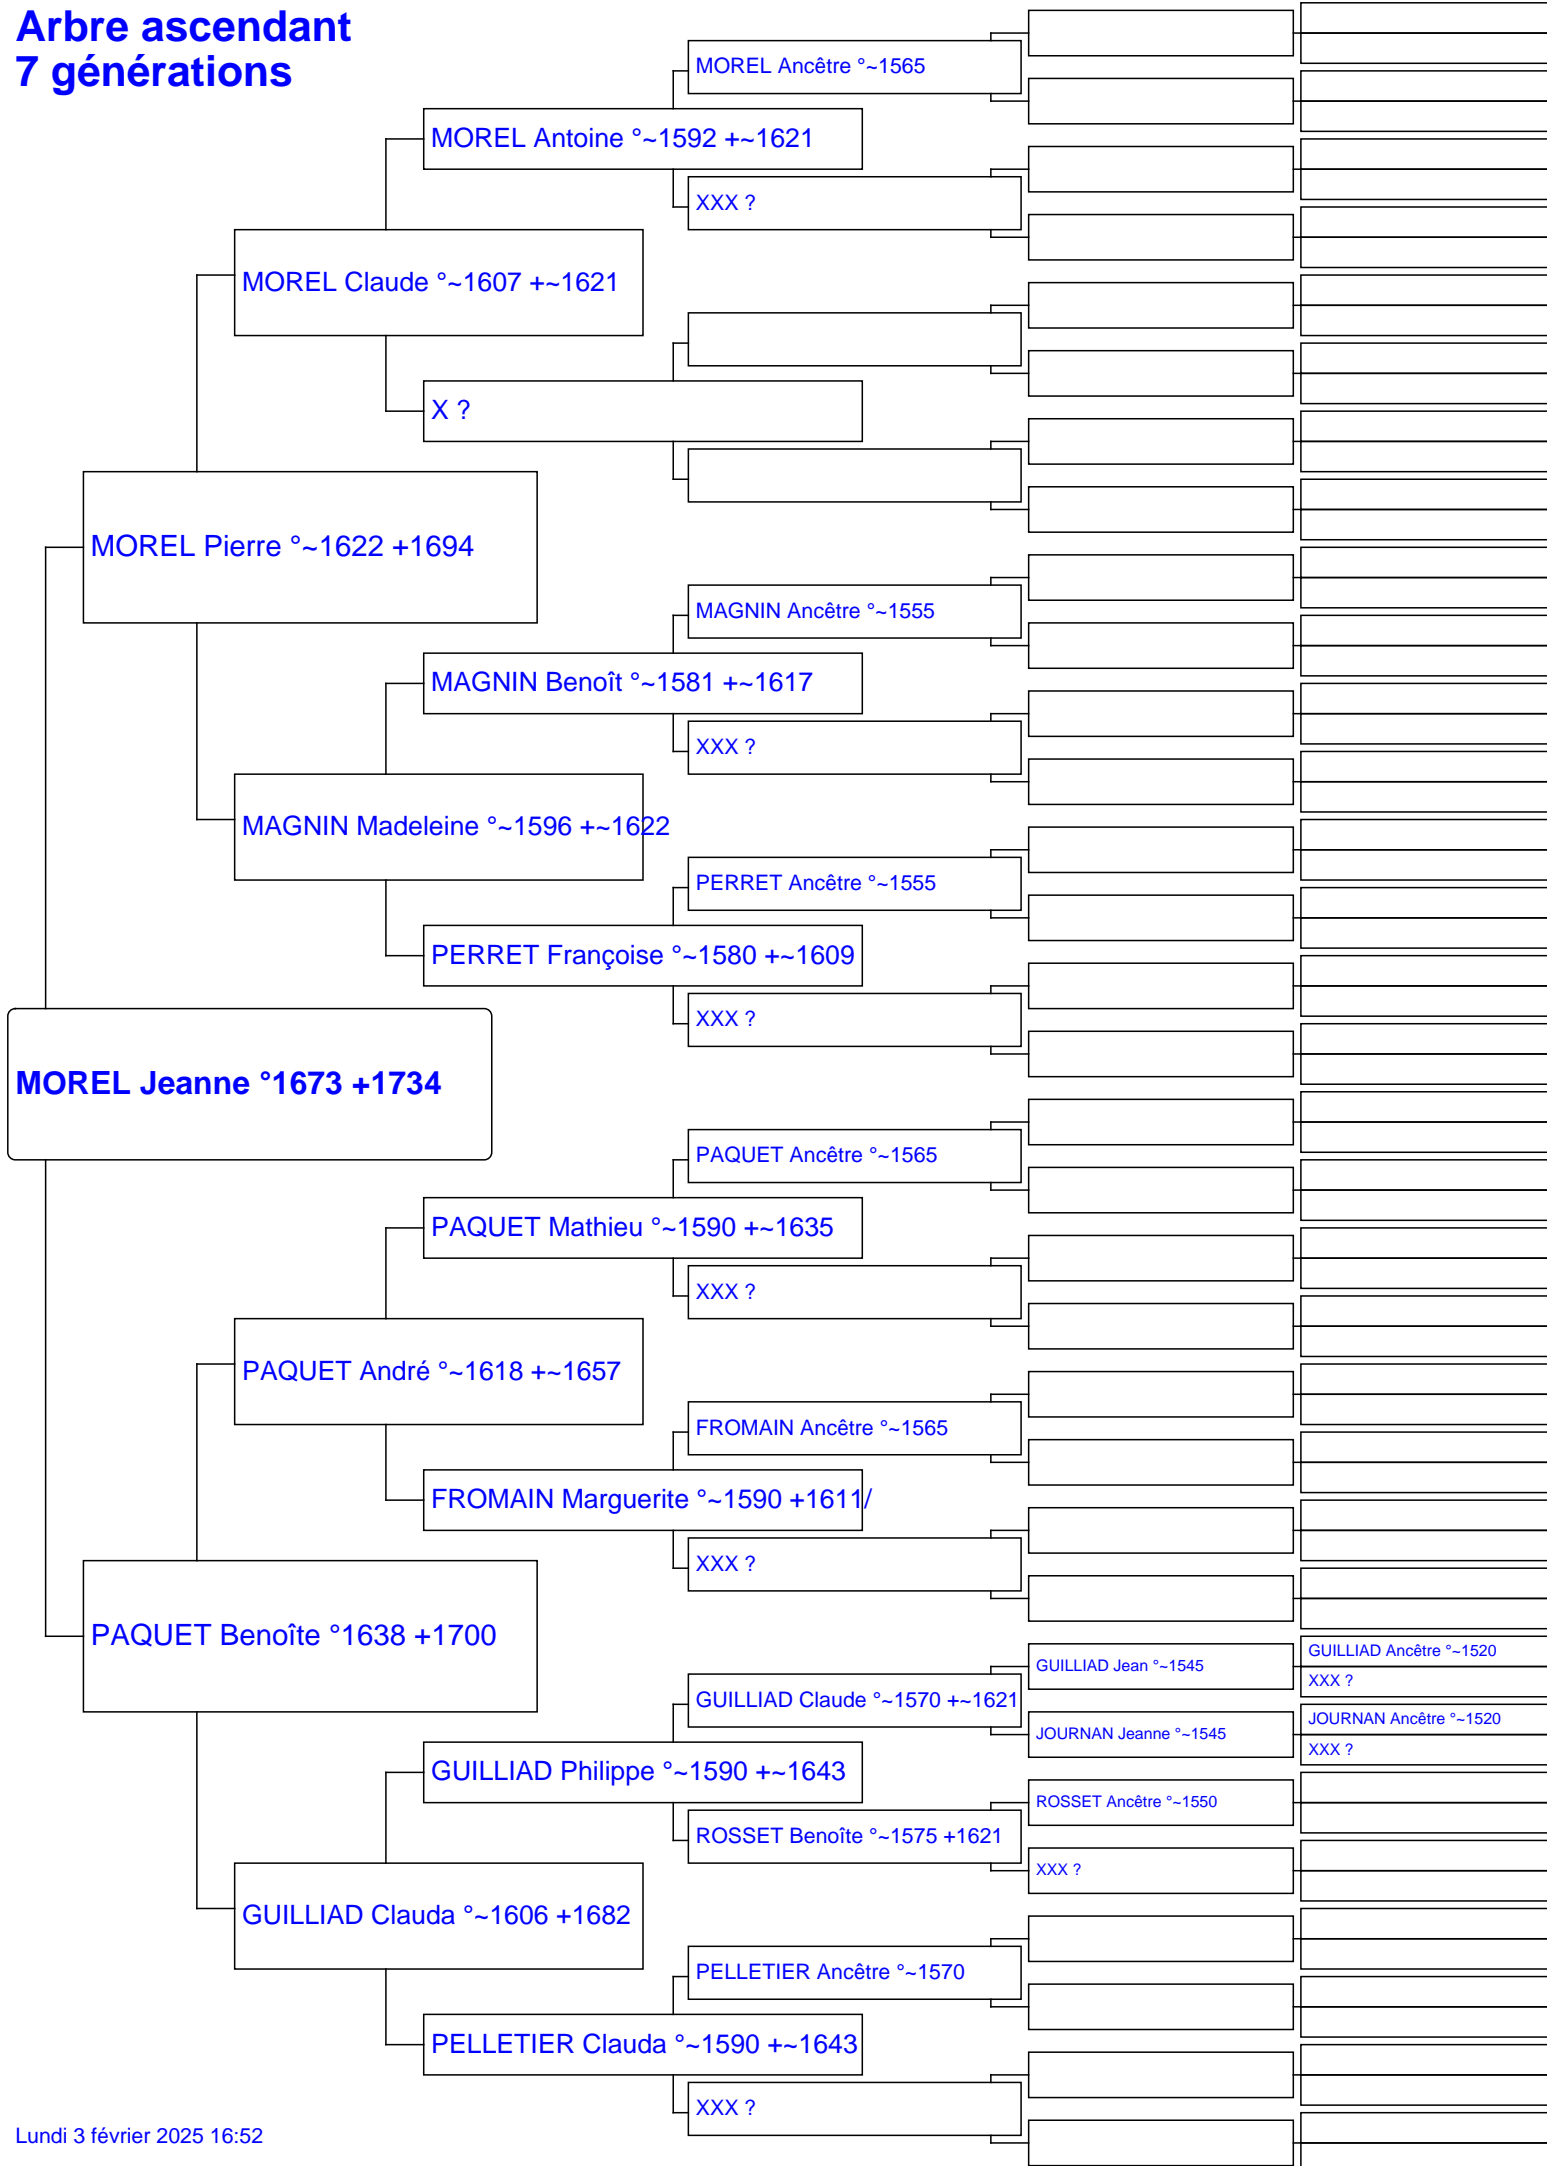 Arbre ascendant
7 générations
MOREL Ancêtre °~1565
MOREL Antoine °~1592 +~1621
XXX ?
MOREL Claude °~1607 +~1621
X ?
MOREL Pierre °~1622 +1694
MAGNIN Ancêtre °~1555
MAGNIN Benoît °~1581 +~1617
XXX ?
MAGNIN Madeleine °~1596 +~1622
PERRET Ancêtre °~1555
PERRET Françoise °~1580 +~1609
XXX ?
MOREL Jeanne °1673 +1734
PAQUET Ancêtre °~1565
PAQUET Mathieu °~1590 +~1635
XXX ?
PAQUET André °~1618 +~1657
FROMAIN Ancêtre °~1565
FROMAIN Marguerite °~1590 +1611/
XXX ?
PAQUET Benoîte °1638 +1700
GUILLIAD Ancêtre °~1520
GUILLIAD Jean °~1545
XXX ?
GUILLIAD Claude °~1570 +~1621
JOURNAN Ancêtre °~1520
JOURNAN Jeanne °~1545
XXX ?
GUILLIAD Philippe °~1590 +~1643
ROSSET Ancêtre °~1550
ROSSET Benoîte °~1575 +1621
XXX ?
GUILLIAD Clauda °~1606 +1682
PELLETIER Ancêtre °~1570
PELLETIER Clauda °~1590 +~1643
XXX ?
Lundi 3 février 2025 16:52